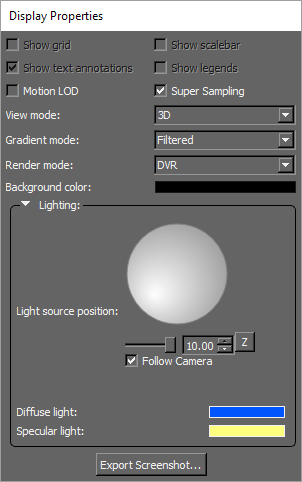 Display Properties
Show grid Show scalebar
Show text annotations Show legends
Motion LOD Super Sampling
View mode: 3D
Gradient mode: Filtered
Render mode: DVR
Background color:
Lighting:
Light source position:
10.00 Z
Follow Camera
Diffuse light:
Specular light:
Export Screenshot...